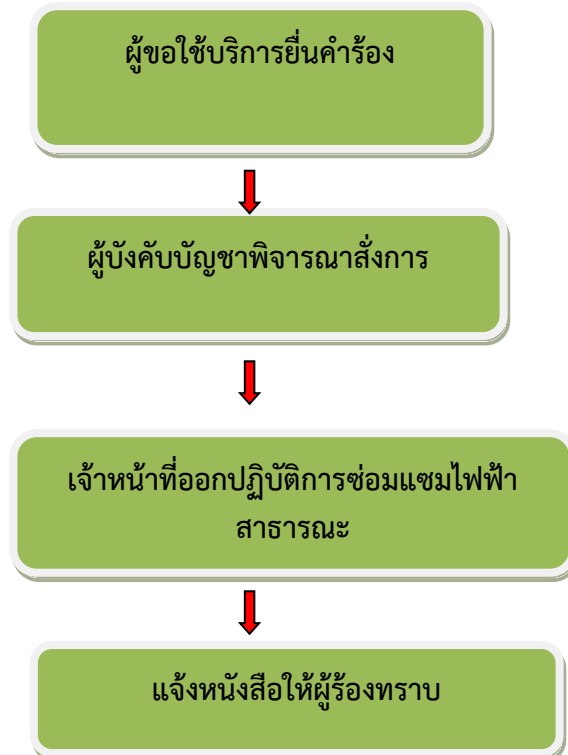 ผู้ขอใช้บริการยื่นคำร้อง
ผู้บังคับบัญชาพิจารณาสั่งการ
เจ้าหน้าที่ออกปฏิบัติการซ่อมแซมไฟฟ้า
สาธารณะ
แจ้งหนังสือให้ผู้ร้องทราบ